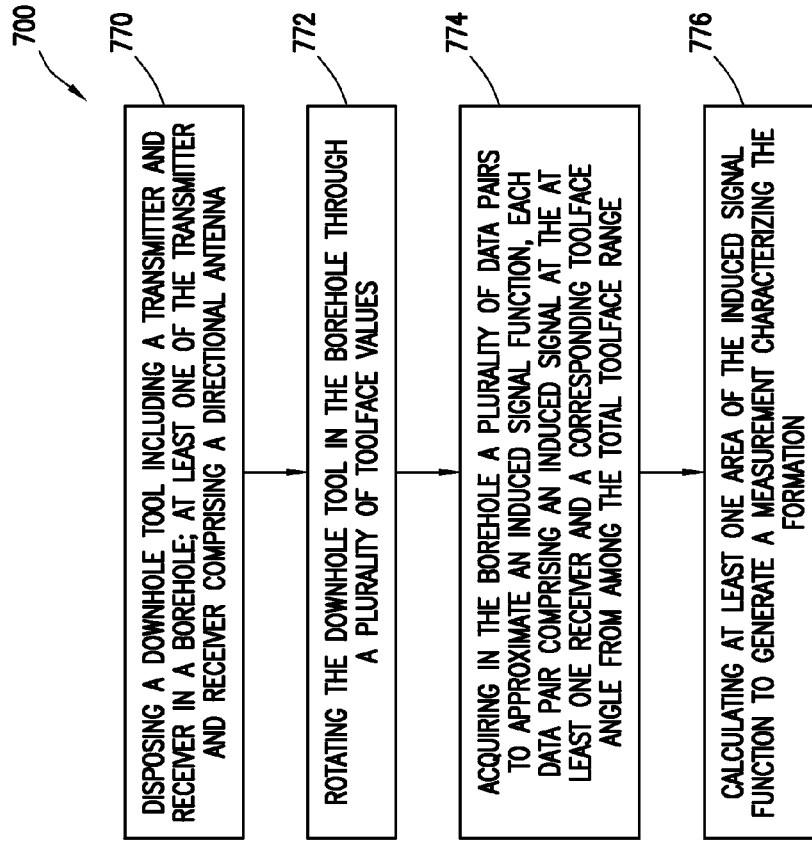 700
770
DISPOSING A DOWNHOLE TOOL INCLUDING A TRANSMITTER AND
RECEIVER IN A BOREHOLE; AT LEAST ONE OF THE TRANSMITTER
AND RECEIVER COMPRISING A DIRECTIONAL ANTENNA
772
ROTATING THE DOWNHOLE TOOL IN THE BOREHOLE THROUGH
A PLURALITY OF TOOLFACE VALUES
774
ACQUIRING IN THE BOREHOLE A PLURALITY OF DATA PAIRS
TO APPROXIMATE AN INDUCED SIGNAL FUNCTION, EACH
DATA PAIR COMPRISING AN INDUCED SIGNAL AT THE AT
LEAST ONE RECEIVER AND A CORRESPONDING TOOLFACE
ANGLE FROM AMONG THE TOTAL TOOLFACE RANGE
776
CALCULATING AT LEAST ONE AREA OF THE INDUCED SIGNAL
FUNCTION TO GENERATE A MEASUREMENT CHARACTERIZING THE
FORMATION